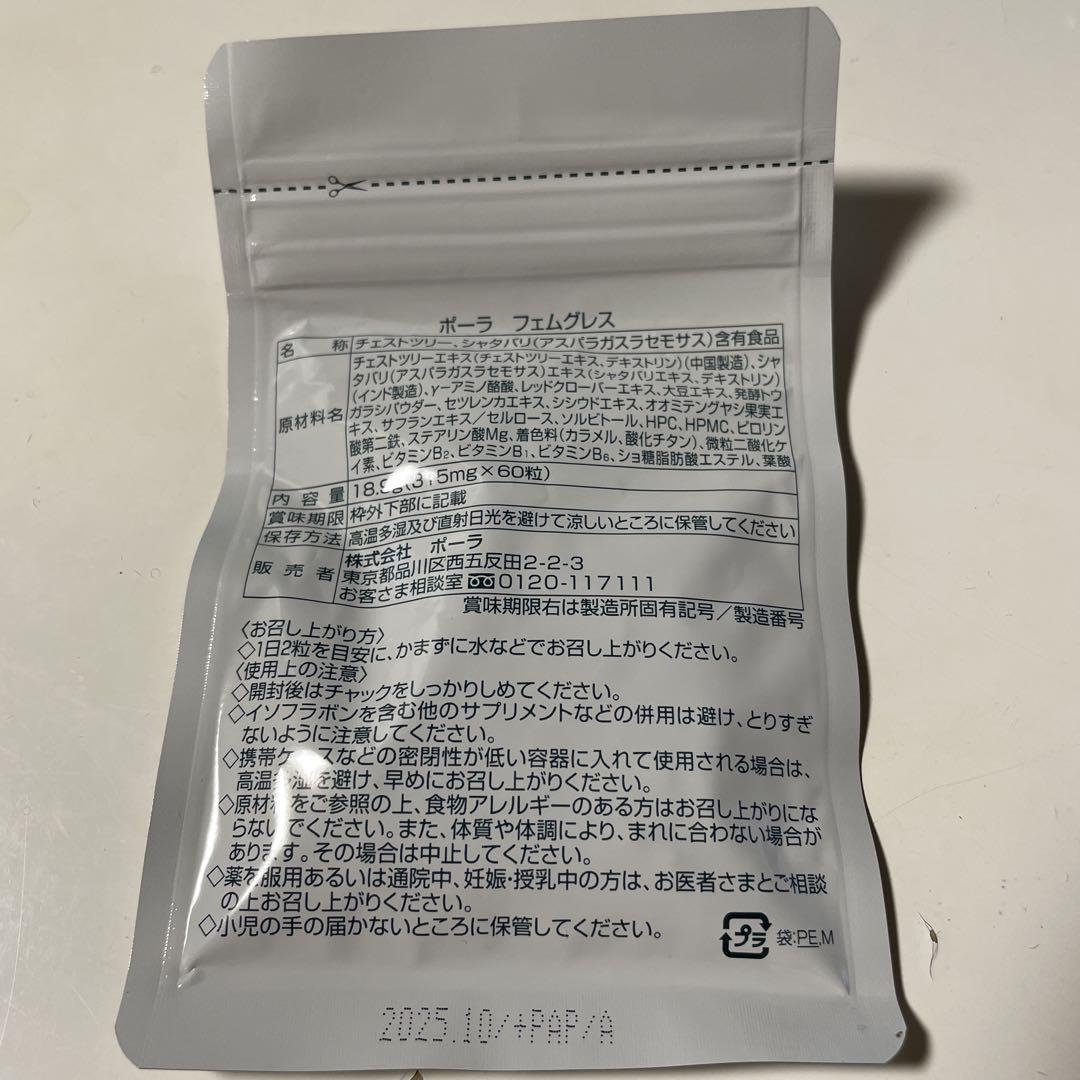 ポーラ フェムグレス
名称 チェストツリー、シャタバリ(アスパラガスラセモサス)含有食品
原材料名 チェストツリーエキス(チェストツリーエキス、デキストリン)(中国製造)、シャ
タバリ(アスパラガスラセモサス)エキス(シャタバリエキス、デキストリン)
(インド製造)、γ-アミノ酪酸、レッドクローバーエキス、大豆エキス、発酵トウ
ガラシパウダー、セツレンカエキス、シシウドエキス、オオミテングヤシ果実エ
キス、サフランエキス/セルロース、ソルビトール、HPC、HPMC、ピロリン
酸第二鉄、ステアリン酸Mg、着色料(カラメル、酸化チタン)、微粒二酸化ケ
イ素、ビタミンB2、ビタミンB1、ビタミンB6、ショ糖脂肪酸エステル、葉酸
内容量 18.9g(315mg×60粒)
賞味期限 枠外下部に記載
保存方法 高温多湿及び直射日光を避けて涼しいところに保管してください
販売者 株式会社 ポーラ
東京都品川区西五反田2-2-3
お客さま相談室 0120-117111
賞味期限右は製造所固有記号/製造番号
〈お召し上がり方〉
◇1日2粒を目安に、かまずに水などでお召し上がりください。
〈使用上の注意〉
◇開封後はチャックをしっかりしめてください。
◇イソフラボンを含む他のサプリメントなどの併用は避け、とりすぎ
ないように注意してください。
◇携帯ケースなどの密閉性が低い容器に入れて使用される場合は、
高温多湿を避け、早めにお召し上がりください。
◇原材料をご参照の上、食物アレルギーのある方はお召し上がりにな
らないでください。また、体質や体調により、まれに合わない場合が
あります。その場合は中止してください。
◇薬を服用あるいは通院中、妊娠・授乳中の方は、お医者さまとご相談
の上お召し上がりください。
◇小児の手の届かないところに保管してください。
プラ 袋:PE,M
2025.10/+PAP/A